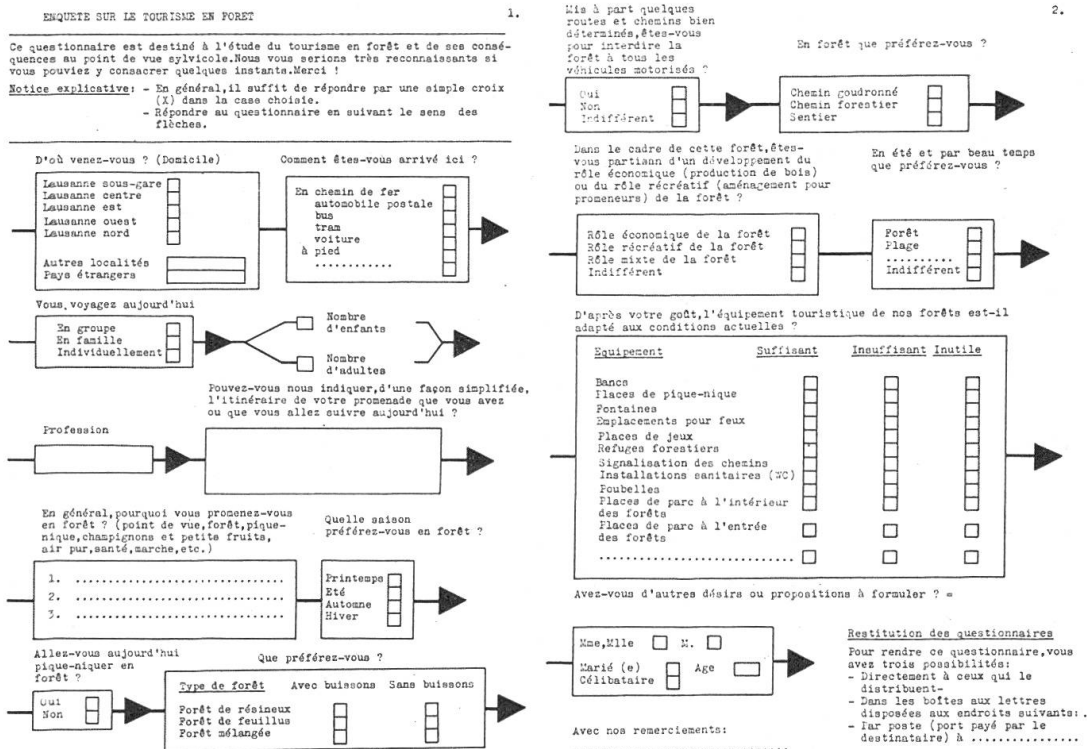 ENQUETE SUR LE TOURISME EN FORET
1.
Ce questionnaire est destiné à l'étude du tourisme en forêt et de ses consé-
quences au point de vue sylvicole.Nous vous serions très reconnaissants si
vous pouviez y consacrer quelques instants.Merci !
Notice explicative: - En général,il suffit de répondre par une simple croix
(X) dans la case choisie.
- Répondre au questionnaire en suivant le sens des
flèches.
D'où venez-vous ? (Domicile)
Lausanne sous-gare
Lausanne centre
Lausanne est
Lausanne ouest
Lausanne nord
Autres localités
Pays étrangers
Comment êtes-vous arrivé ici ?
En chemin de fer
automobile postale
bus
tram
voiture
à pied
............
Vous voyagez aujourd'hui
En groupe
En famille
Individuellement
Nombre
d'enfants
Nombre
d'adultes
Profession
Pouvez-vous nous indiquer,d'une façon simplifiée,
l'itinéraire de votre promenade que vous avez
ou que vous allez suivre aujourd'hui ?
En général,pourquoi vous promenez-vous
en forêt ? (point de vue,forêt,pique-
nique,champignons et petits fruits,
air pur,santé,marche,etc.)
1. ...............................
2. ...............................
3. ...............................
Quelle saison
préférez-vous en forêt ?
Printemps
Eté
Automne
Hiver
Allez-vous aujourd'hui
pique-niquer en
forêt ?
Oui
Non
Que préférez-vous ?
Type de forêt Avec buissons Sans buissons
Forêt de résineux
Forêt de feuillus
Forêt mélangée
2.
Mis à part quelques
routes et chemins bien
déterminés,êtes-vous
pour interdire la
forêt à tous les
véhicules motorisés ?
Oui
Non
Indifférent
En forêt que préférez-vous ?
Chemin goudronné
Chemin forestier
Sentier
Dans le cadre de cette forêt,êtes-
vous partisan d'un développement du
rôle économique (production de bois)
ou du rôle récréatif (aménagement pour
promeneurs) de la forêt ?
Rôle économique de la forêt
Rôle récréatif de la forêt
Rôle mixte de la forêt
Indifférent
En été et par beau temps
que préférez-vous ?
Forêt
Plage
..........
Indifférent
D'après votre goût,l'équipement touristique de nos forêts est-il
adapté aux conditions actuelles ?
Equipement Suffisant Insuffisant Inutile
Bancs
Places de pique-nique
Fontaines
Emplacements pour feux
Places de jeux
Refuges forestiers
Signalisation des chemins
Installations sanitaires (WC)
Poubelles
Places de parc à l'intérieur
des forêts
Places de parc à l'entrée
des forêts
............................
Avez-vous d'autres désirs ou propositions à formuler ? =
Mme,Mlle M.
Marié (e) Age
Célibataire
Avec nos remerciements:
Restitution des questionnaires
Pour rendre ce questionnaire,vous
avez trois possibilités:
- Directement à ceux qui le
distribuent-
- Dans les boîtes aux lettres
disposées aux endroits suivants:.
- Par poste (port payé par le
destinataire) à ................